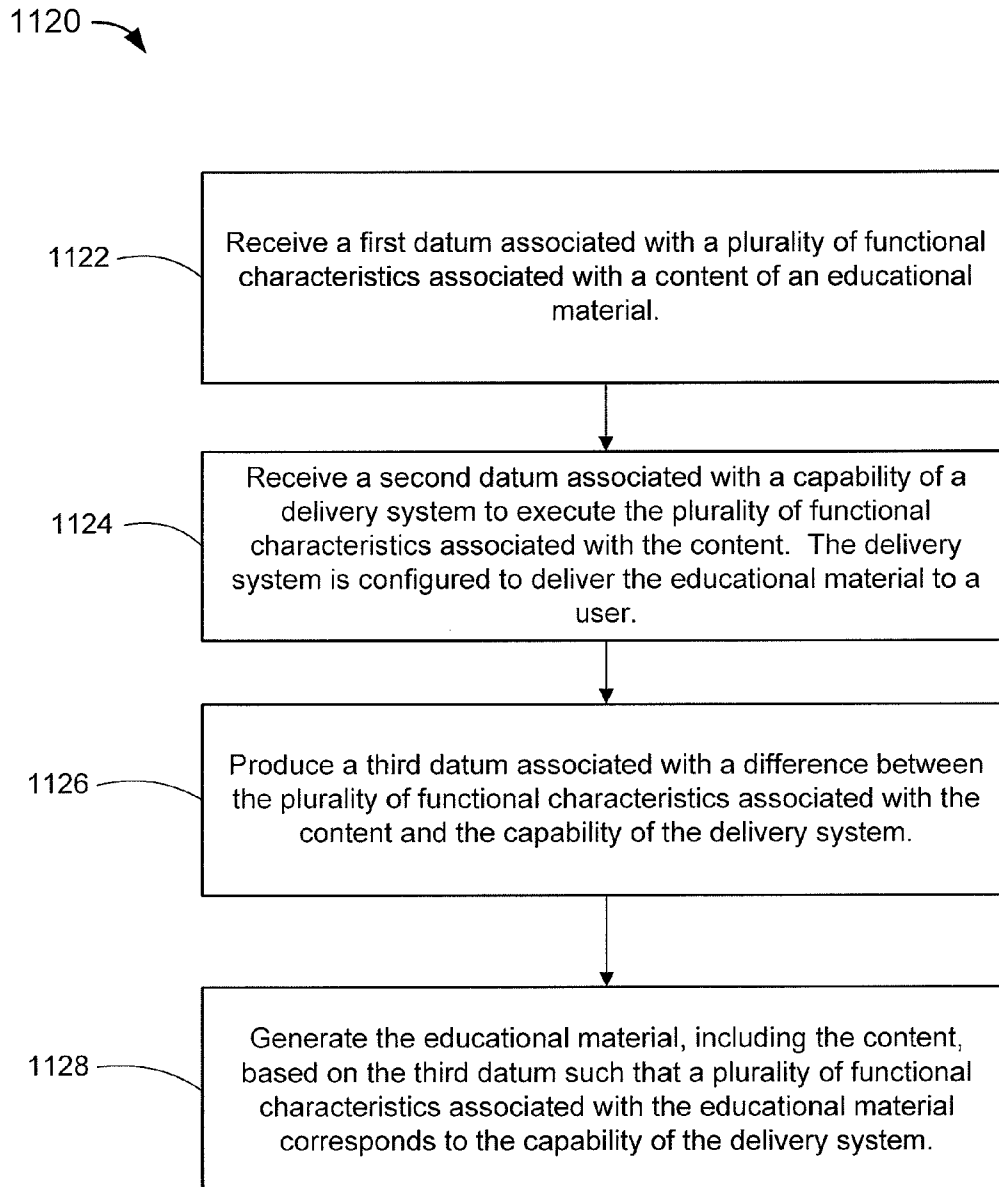 1120
1122
Receive a first datum associated with a plurality of functional
characteristics associated with a content of an educational
material.
1124
Receive a second datum associated with a capability of a
delivery system to execute the plurality of functional
characteristics associated with the content.  The delivery
system is configured to deliver the educational material to a
user.
1126
Produce a third datum associated with a difference between
the plurality of functional characteristics associated with the
content and the capability of the delivery system.
1128
Generate the educational material, including the content,
based on the third datum such that a plurality of functional
characteristics associated with the educational material
corresponds to the capability of the delivery system.